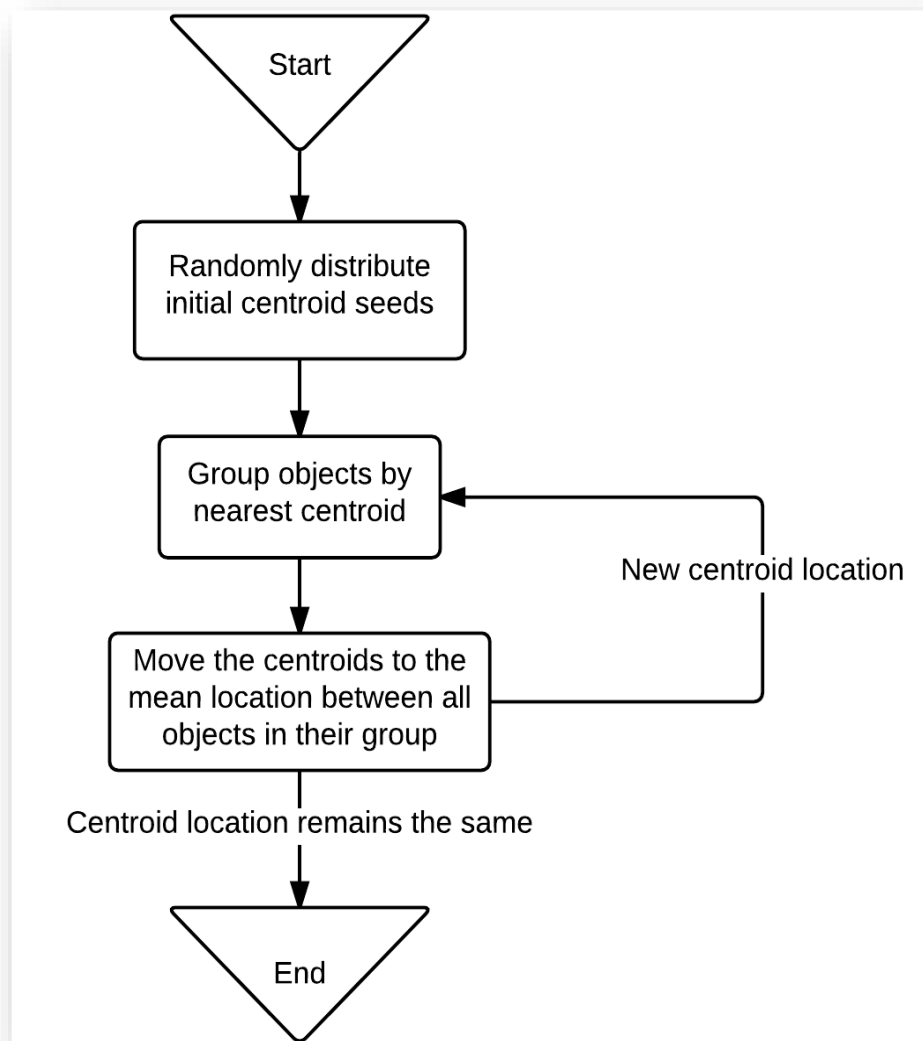 Start
Randomly distribute
initial centroid seeds
Group objects by
nearest centroid
New centroid location
Move the centroids to the
mean location between all
objects in their group
Centroid location remains the same
End